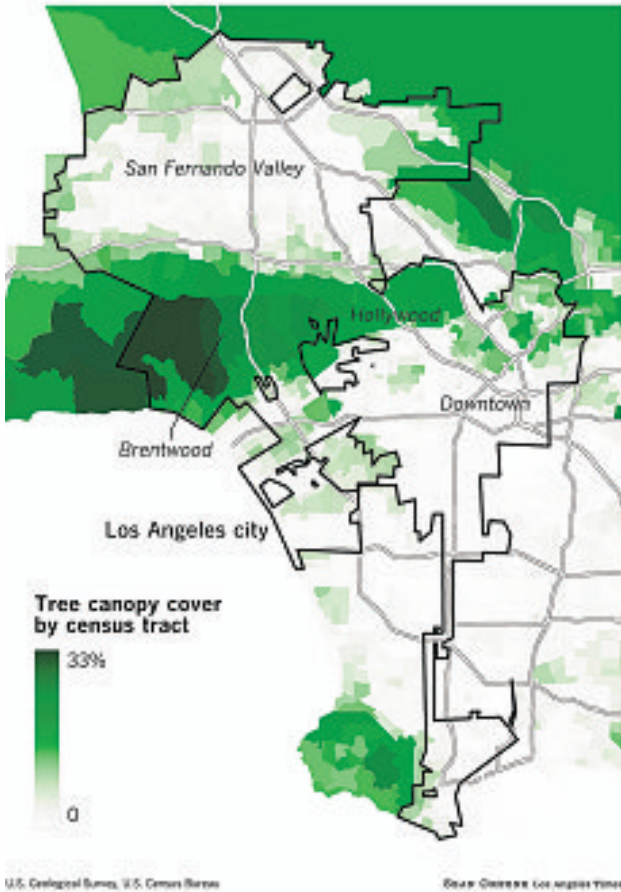 San Fernando Valley
Hollywood
Downtown
Brentwood
Los Angeles city
Tree canopy cover
by census tract
33%
0
U.S. Geological Survey, U.S. Census Bureau
Los Angeles Times